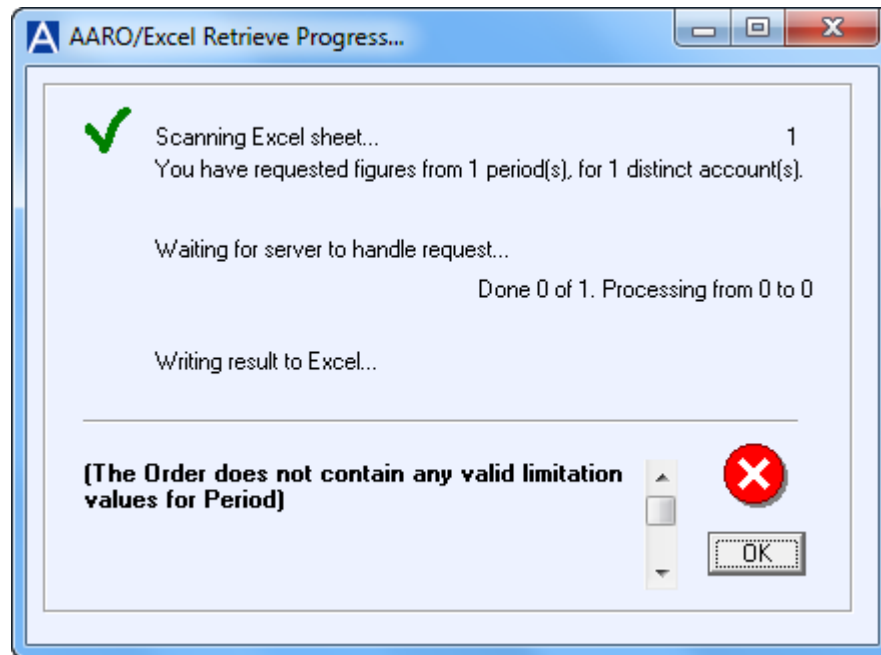 AARO/Excel Retrieve Progress...
Scanning Excel sheet... 1
You have requested figures from 1 period(s), for 1 distinct account(s).
Waiting for server to handle request...
Done 0 of 1. Processing from 0 to 0
Writing result to Excel...
(The Order does not contain any valid limitation
values for Period)
OK